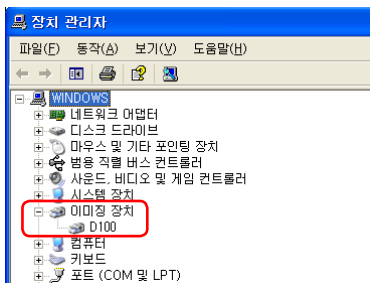 장치 관리자
파일(F) 동작(A) 보기(V) 도움말(H)
WINDOWS
네트워크 어댑터
디스크 드라이브
마우스 및 기타 포인팅 장치
범용 직렬 버스 컨트롤러
사운드, 비디오 및 게임 컨트롤러
시스템 장치
이미징 장치
D100
컴퓨터
키보드
포트 (COM 및 LPT)